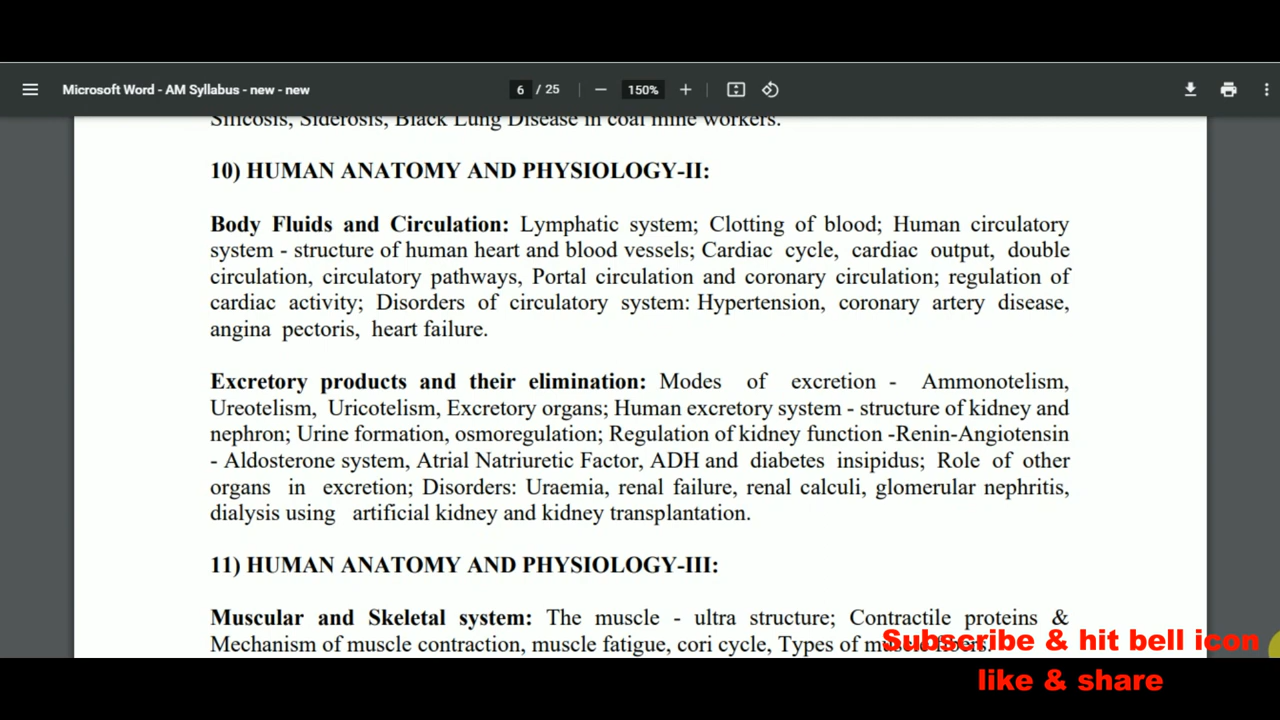 Microsoft Word - AM Syllabus - new - new
6 / 25
150%
Silicosis, Siderosis, Black Lung Disease in coal mine workers.
10) HUMAN ANATOMY AND PHYSIOLOGY-II:
Body Fluids and Circulation: Lymphatic system; Clotting of blood; Human circulatory
system - structure of human heart and blood vessels; Cardiac cycle, cardiac output, double
circulation, circulatory pathways, Portal circulation and coronary circulation; regulation of
cardiac activity; Disorders of circulatory system: Hypertension, coronary artery disease,
angina pectoris, heart failure.
Excretory products and their elimination: Modes of excretion - Ammonotelism,
Ureotelism, Uricotelism, Excretory organs; Human excretory system - structure of kidney and
nephron; Urine formation, osmoregulation; Regulation of kidney function -Renin-Angiotensin
- Aldosterone system, Atrial Natriuretic Factor, ADH and diabetes insipidus; Role of other
organs in excretion; Disorders: Uraemia, renal failure, renal calculi, glomerular nephritis,
dialysis using artificial kidney and kidney transplantation.
11) HUMAN ANATOMY AND PHYSIOLOGY-III:
Muscular and Skeletal system: The muscle - ultra structure; Contractile proteins &
Mechanism of muscle contraction, muscle fatigue, cori cycle, Types of muscle fibers.
Subscribe & hit bell icon
like & share